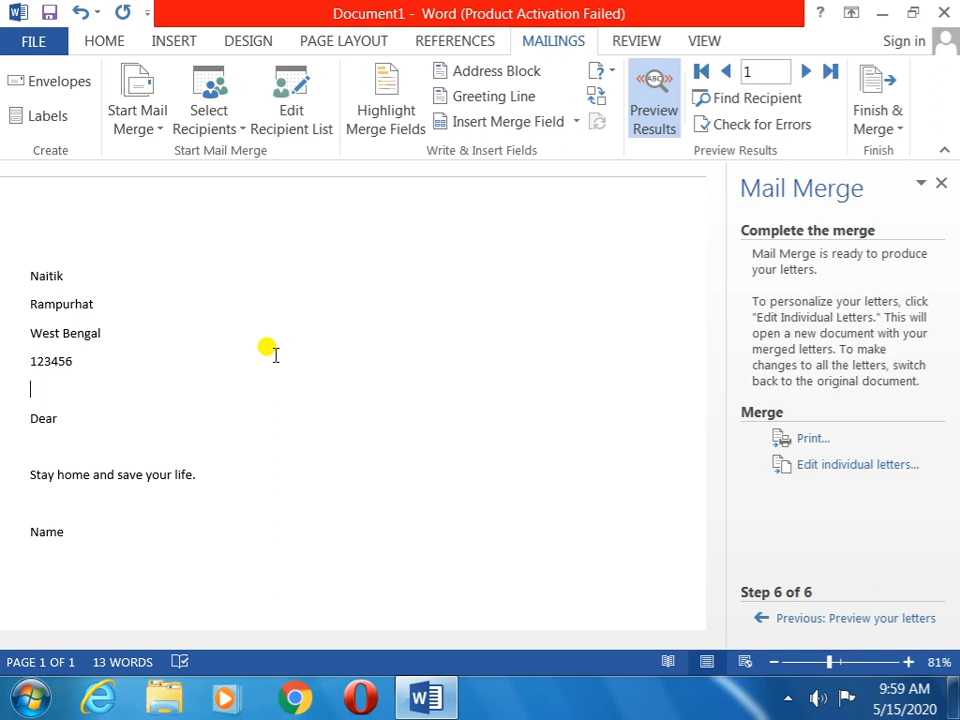 Document1 - Word (Product Activation Failed)
?
FILE HOME INSERT DESIGN PAGE LAYOUT REFERENCES MAILINGS REVIEW VIEW Sign in
Envelopes
Labels
Create
Start Mail
Merge
Select
Recipients
Edit
Recipient List
Start Mail Merge
Highlight
Merge Fields
Address Block
Greeting Line
Insert Merge Field
Write & Insert Fields
ABC
Preview
Results
1
Find Recipient
Check for Errors
Preview Results
Finish &
Merge
Finish
Naitik
Rampurhat
West Bengal
123456
Dear
Stay home and save your life.
Name
Mail Merge
Complete the merge
Mail Merge is ready to produce
your letters.
To personalize your letters, click
"Edit Individual Letters." This will
open a new document with your
merged letters. To make
changes to all the letters, switch
back to the original document.
Merge
Print...
Edit individual letters...
Step 6 of 6
Previous: Preview your letters
PAGE 1 OF 1 13 WORDS 81%
9:59 AM
5/15/2020